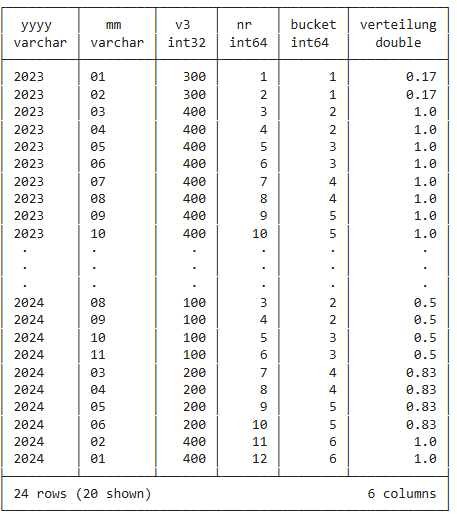 yyyy mm v3 nr bucket verteilung
varchar varchar int32 int64 int64 double
2023 01 300 1 1 0.17
2023 02 300 2 1 0.17
2023 03 400 3 2 1.0
2023 04 400 4 2 1.0
2023 05 400 5 3 1.0
2023 06 400 6 3 1.0
2023 07 400 7 4 1.0
2023 08 400 8 4 1.0
2023 09 400 9 5 1.0
2023 10 400 10 5 1.0
. . . . . .
. . . . . .
. . . . . .
2024 08 100 3 2 0.5
2024 09 100 4 2 0.5
2024 10 100 5 3 0.5
2024 11 100 6 3 0.5
2024 03 200 7 4 0.83
2024 04 200 8 4 0.83
2024 05 200 9 5 0.83
2024 06 200 10 5 0.83
2024 02 400 11 6 1.0
2024 01 400 12 6 1.0
24 rows (20 shown) 6 columns